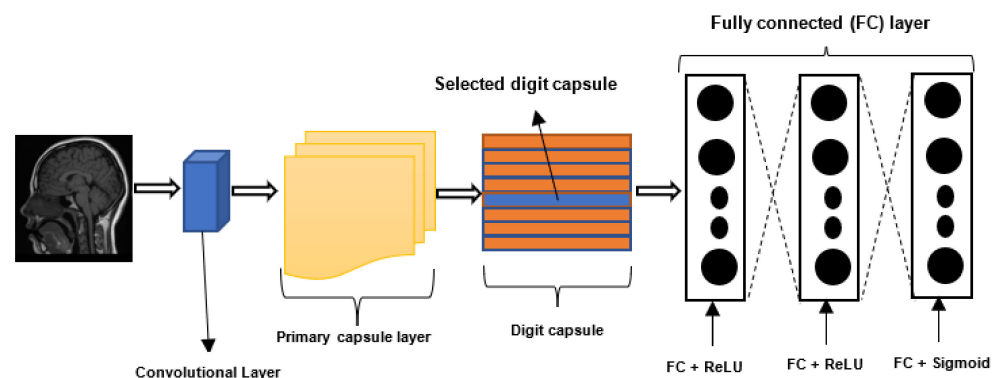 Fully connected (FC) layer
Selected digit capsule
Primary capsule layer
Digit capsule
Convolutional Layer
FC + ReLU
FC + ReLU
FC + Sigmoid